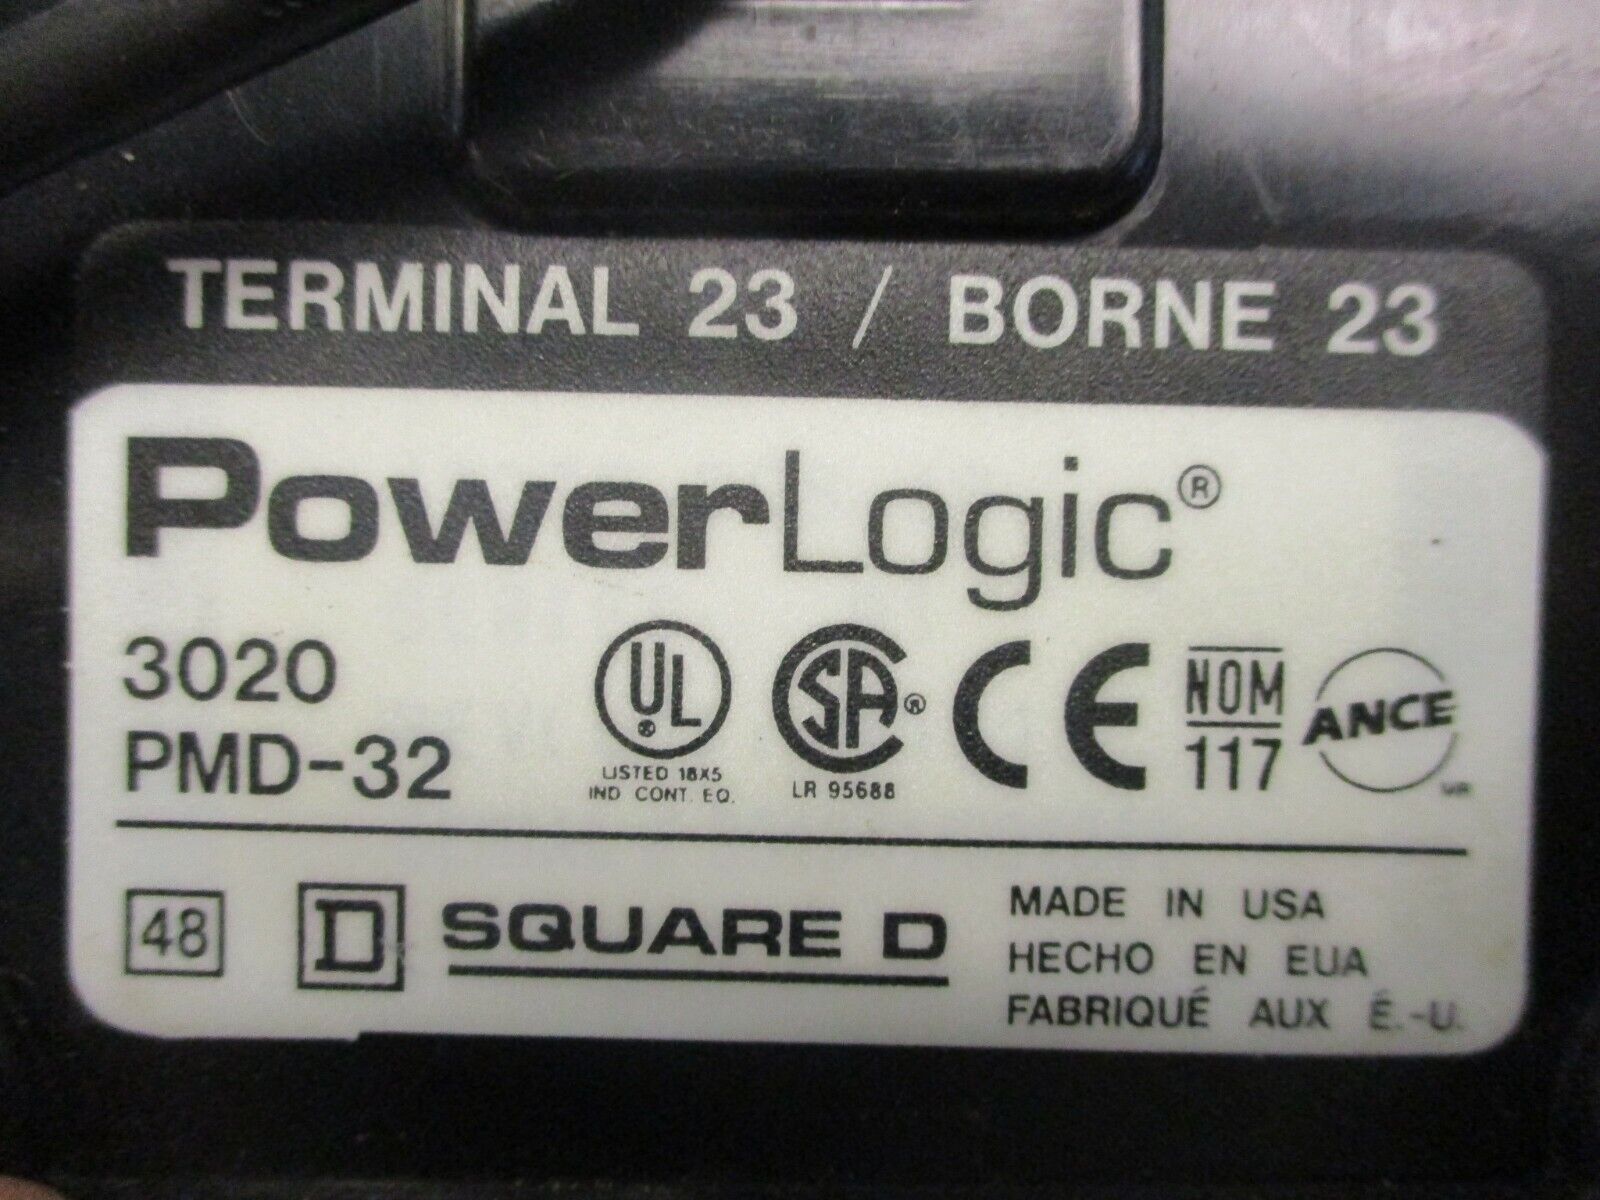 TERMINAL 23 / BORNE 23
PowerLogic®
3020
PMD-32
UL®
LISTED 18X5
IND CONT. EQ.
SA®
LR 95688
CE
NOM
117
ANCE
48
D
SQUARE D
MADE IN USA
HECHO EN EUA
FABRIQUÉ AUX É.-U.